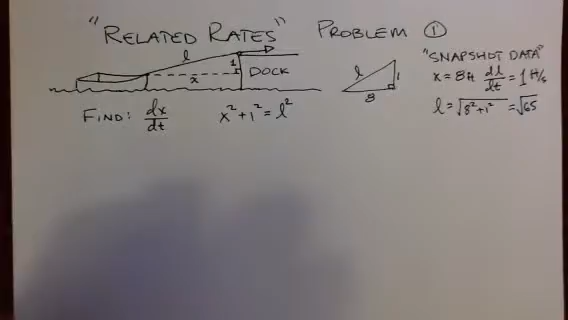 "RELATED RATES" PROBLEM ①
l
1
x
DOCK
l
1
8
"SNAPSHOT DATA"
x = 8 ft dl/dt = 1 ft/s
l = √8²+1² = √65
FIND: dx/dt x²+1² = l²